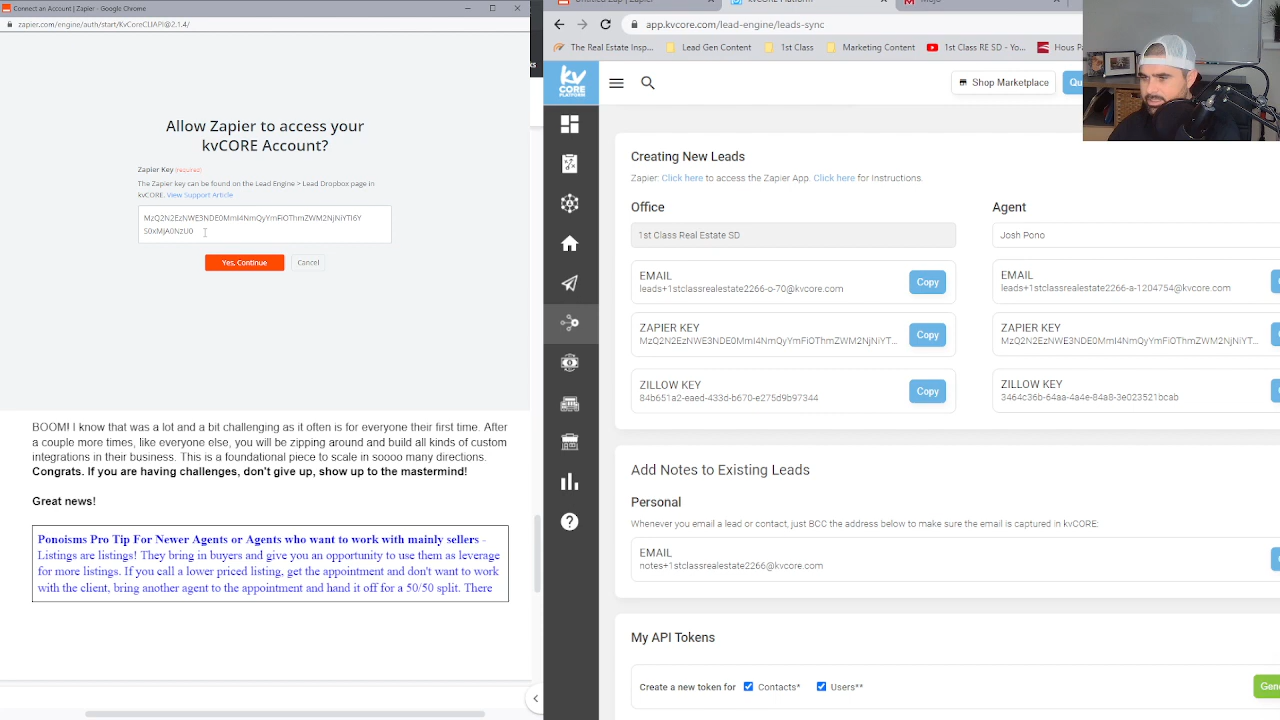 Connect an Account | Zapier - Google Chrome
zapier.com/engine/auth/start/KvCoreCLIAPI@2.1.4/
Allow Zapier to access your
kvCORE Account?
Zapier Key (required)
The Zapier key can be found on the Lead Engine > Lead Dropbox page in
kvCORE. View Support Article
Yes, Continue
Cancel
BOOM! I know that was a lot and a bit challenging as it often is for everyone their first time. After
a couple more times, like everyone else, you will be zipping around and build all kinds of custom
integrations in their business. This is a foundational piece to scale in soooo many directions.
Congrats. If you are having challenges, don't give up, show up to the mastermind!
Great news!
Ponoisms Pro Tip For Newer Agents or Agents who want to work with mainly sellers -
Listings are listings! They bring in buyers and give you an opportunity to use them as leverage
for more listings. If you call a lower priced listing, get the appointment and don't want to work
with the client, bring another agent to the appointment and hand it off for a 50/50 split. There
app.kvcore.com/lead-engine/leads-sync
The Real Estate Insp...
Lead Gen Content
1st Class
Marketing Content
1st Class RE SD - Yo...
Hous
kv
CORE
PLATFORM
Shop Marketplace
Creating New Leads
Zapier: Click here to access the Zapier App. Click here for Instructions.
Office
1st Class Real Estate SD
EMAIL
leads+1stclassrealestate2266-o-70@kvcore.com
Copy
ZAPIER KEY
Copy
ZILLOW KEY
84b651a2-eaed-433d-b670-e275d9b97344
Copy
Agent
Josh Pono
EMAIL
leads+1stclassrealestate2266-a-1204754@kvcore.com
ZAPIER KEY
ZILLOW KEY
3464c36b-64aa-4a4e-84a8-3e023521bcab
Add Notes to Existing Leads
Personal
Whenever you email a lead or contact, just BCC the address below to make sure the email is captured in kvCORE:
EMAIL
notes+1stclassrealestate2266@kvcore.com
My API Tokens
Create a new token for
Contacts*
Users**